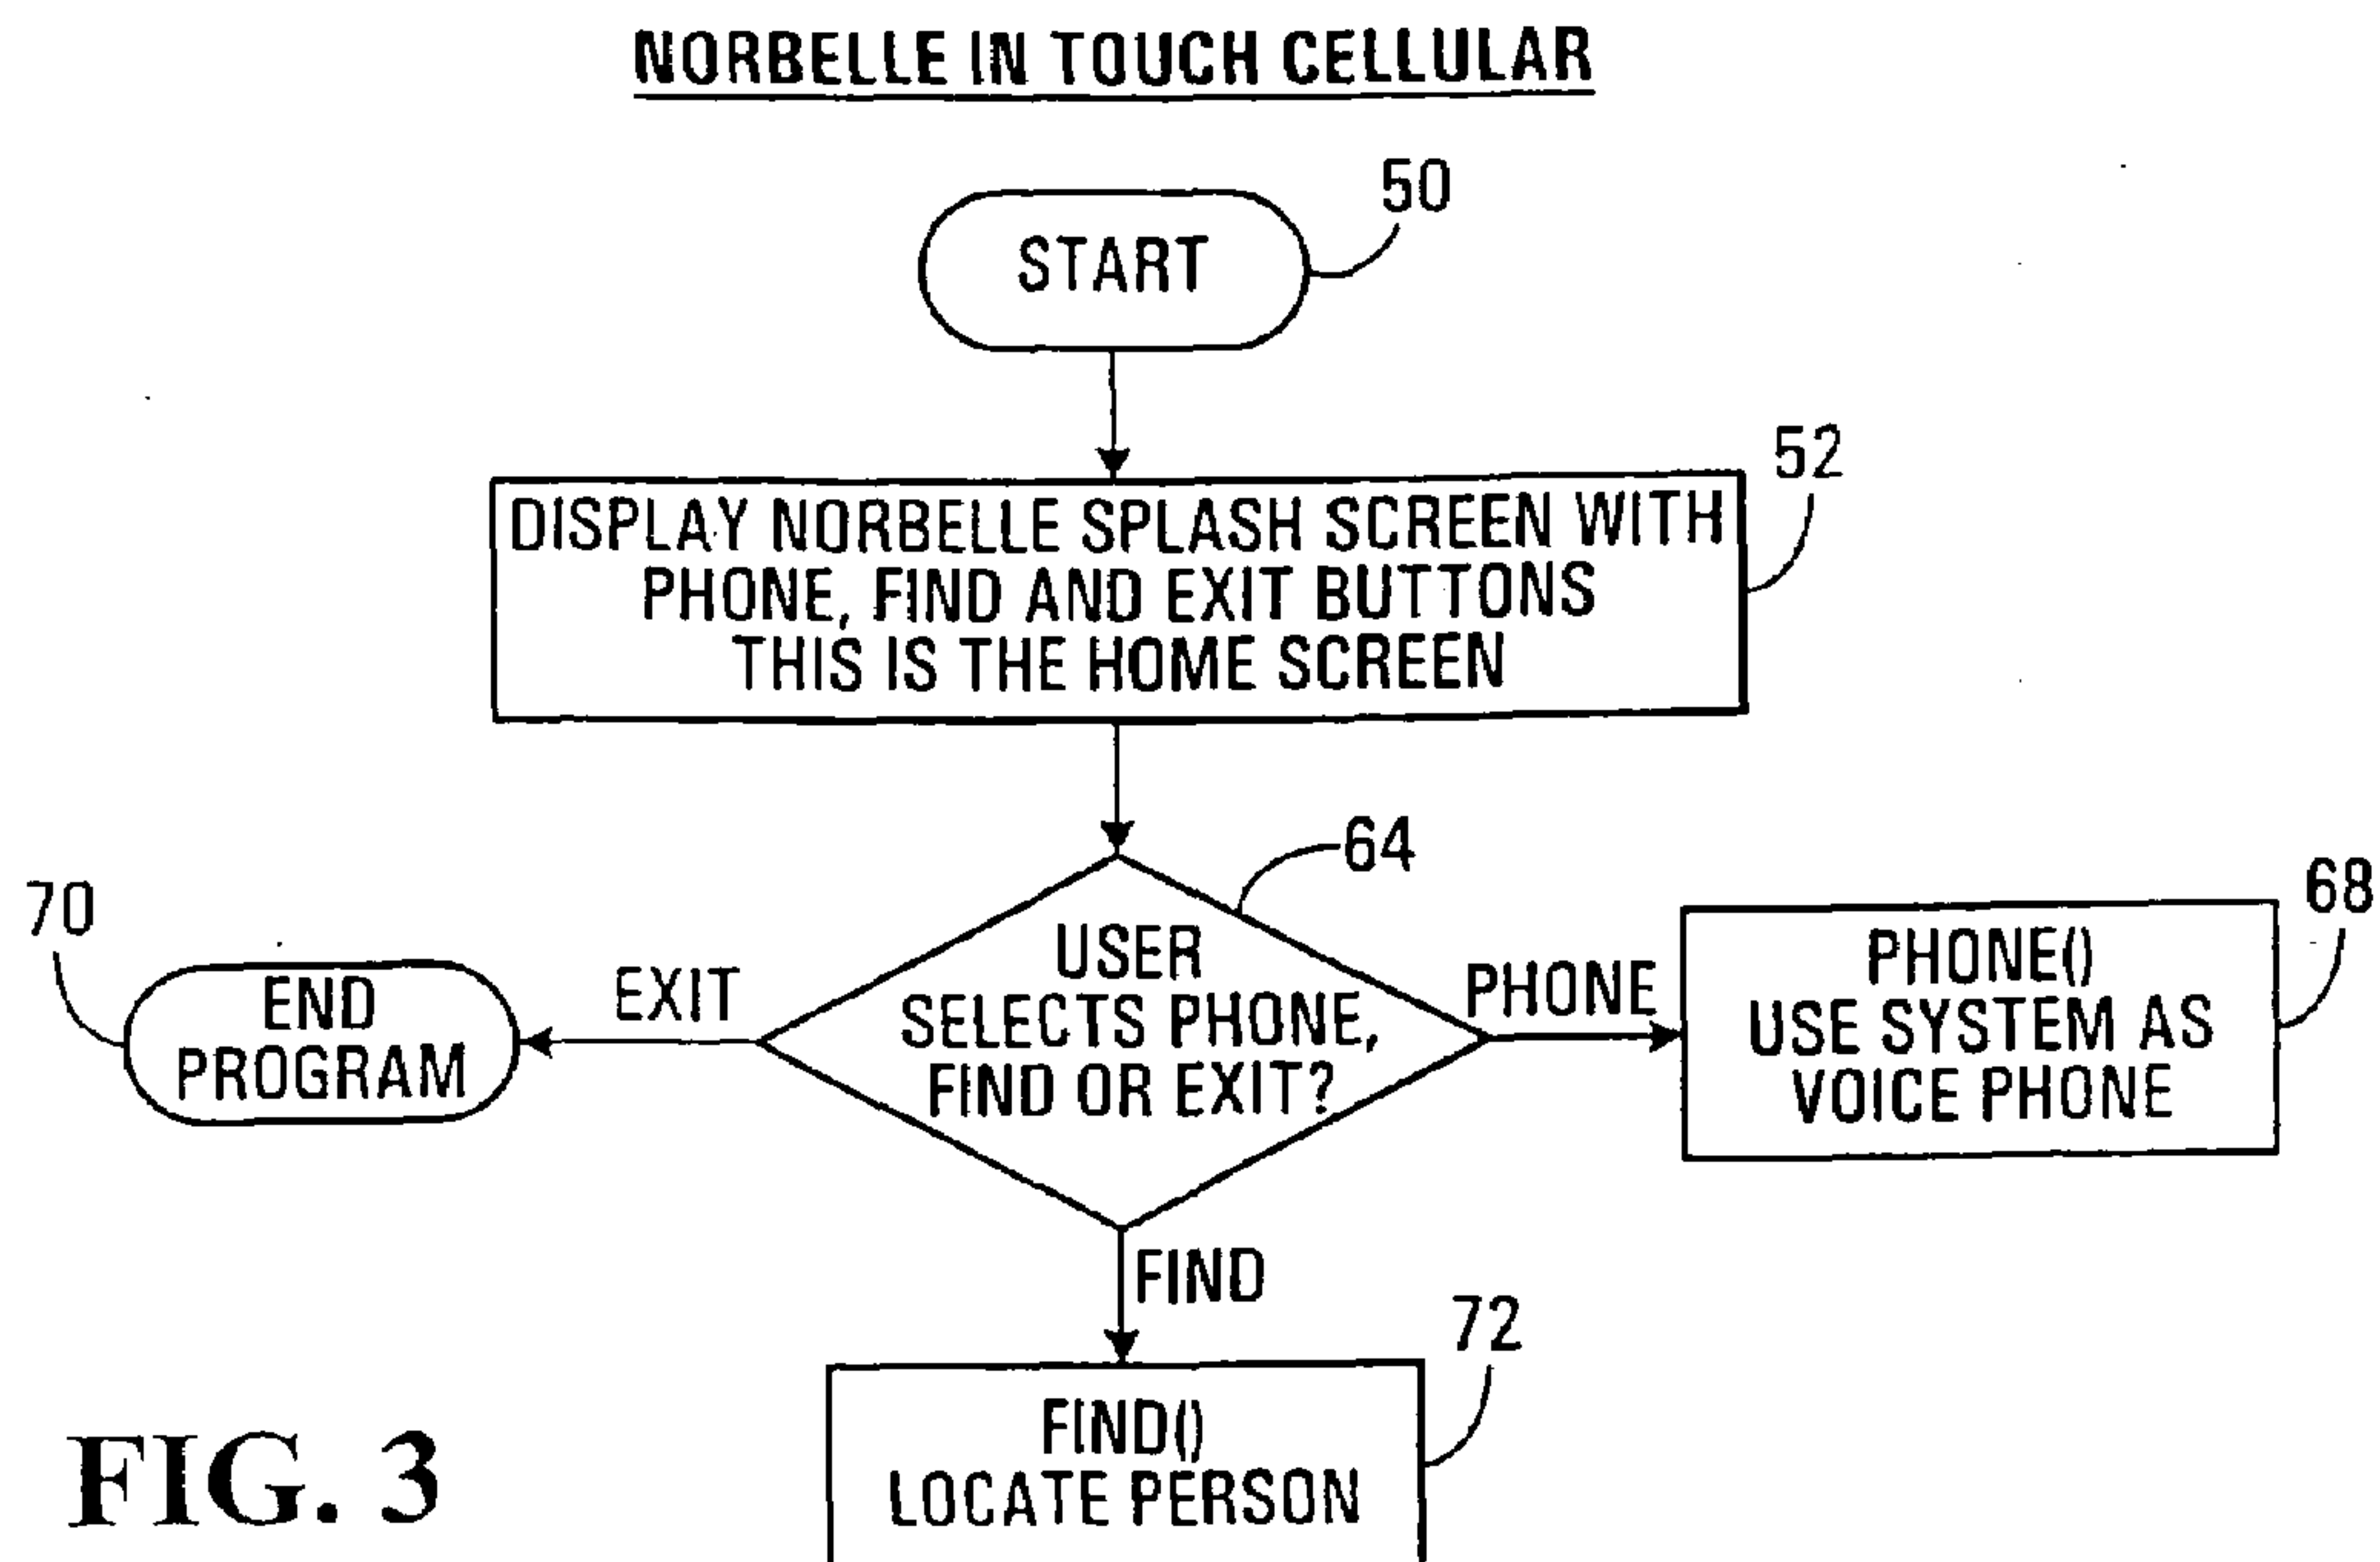 NORBELLE IN TOUCH CELLULAR
50
START
52
DISPLAY NORBELLE SPLASH SCREEN WITH
PHONE, FIND AND EXIT BUTTONS
THIS IS THE HOME SCREEN
64
70
68
END
PROGRAM
EXIT
USER
SELECTS PHONE,
FIND OR EXIT?
PHONE
PHONE()
USE SYSTEM AS
VOICE PHONE
FIND
72
FIND()
LOCATE PERSON
FIG. 3